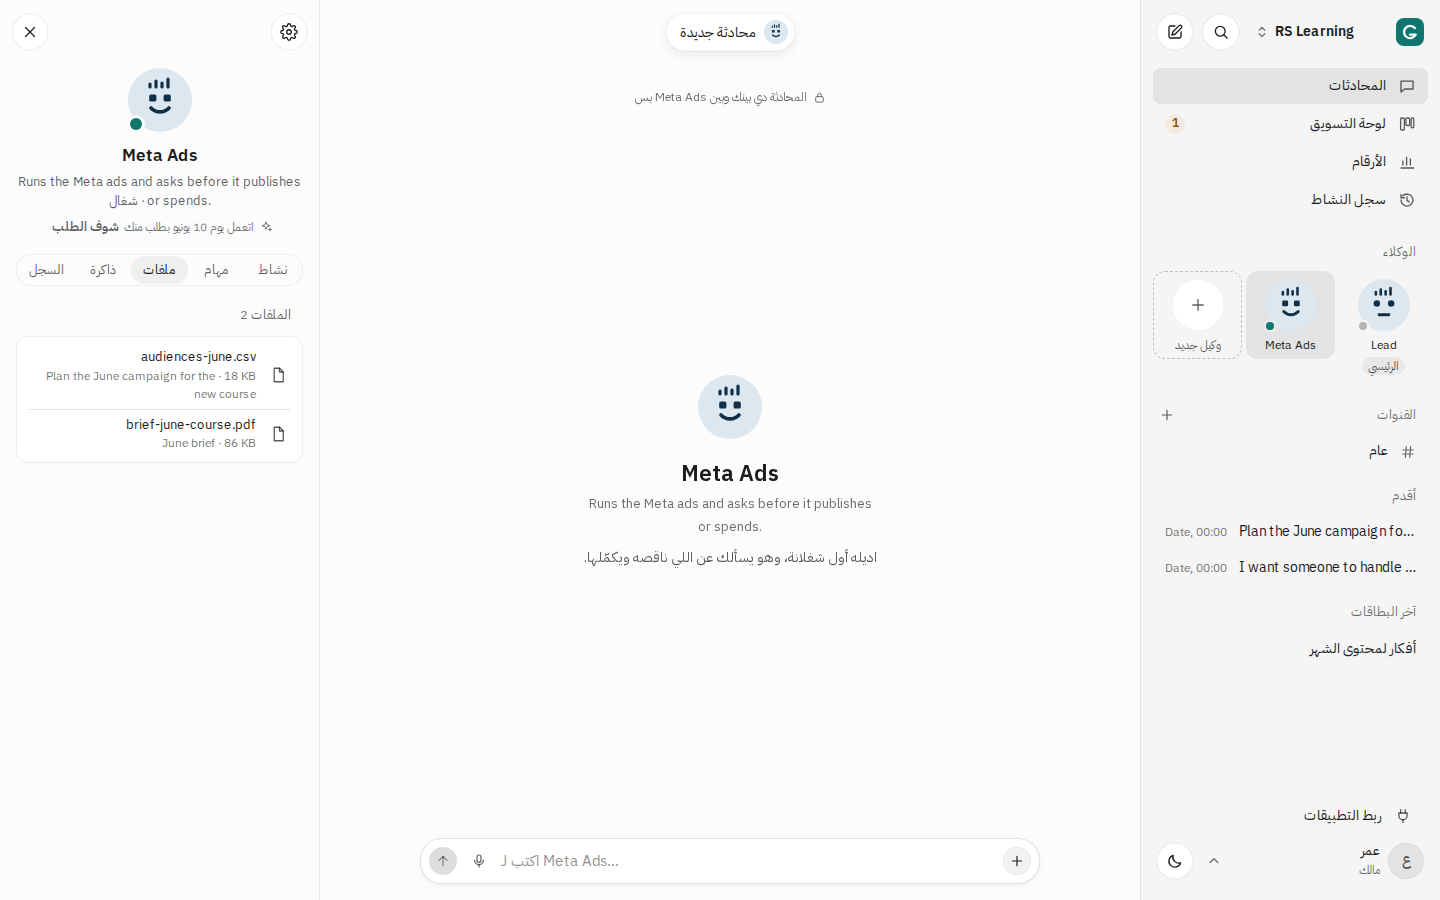 RS Learning
المحادثات
لوحة التسويق
1
الأرقام
سجل النشاط
الوكلاء
Lead
الرئيسي
Meta Ads
وكيل جديد
القنوات
عام
أقدم
Plan the June campaign fo...
Date, 00:00
I want someone to handle ...
Date, 00:00
آخر البطاقات
أفكار لمحتوى الشهر
ربط التطبيقات
ع
عمر
مالك
محادثة جديدة
المحادثة دي بينك وبين Meta Ads بس
Meta Ads
Runs the Meta ads and asks before it publishes
or spends.
اديله أول شغلانة، وهو يسألك عن اللي ناقصه ويكمّلها.
اكتب لـ Meta Ads...
Meta Ads
Runs the Meta ads and asks before it publishes
or spends. · شغال
اتعمل يوم 10 يونيو بطلب منك شوف الطلب
نشاط
مهام
ملفات
ذاكرة
السجل
الملفات 2
audiences-june.csv
Plan the June campaign for the · 18 KB
new course
brief-june-course.pdf
June brief · 86 KB